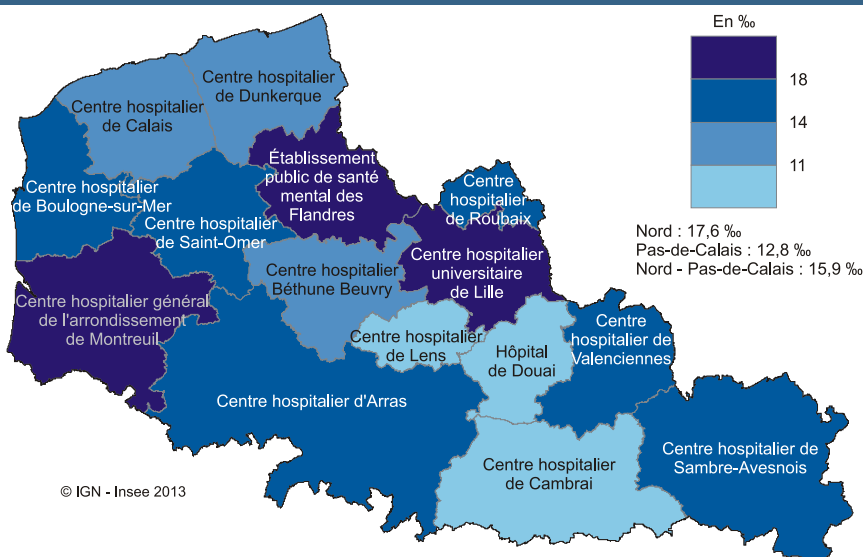 En ‰
18
14
11
Nord : 17,6 ‰
Pas-de-Calais : 12,8 ‰
Nord - Pas-de-Calais : 15,9 ‰
Centre hospitalier
de Dunkerque
Centre hospitalier
de Calais
Établissement
public de santé
mental des
Flandres
Centre hospitalier
de Boulogne-sur-Mer
Centre hospitalier
de Saint-Omer
Centre
hospitalier
de Roubaix
Centre hospitalier
universitaire
de Lille
Centre hospitalier
Béthune Beuvry
Centre hospitalier général
de l'arrondissement
de Montreuil
Centre hospitalier
de Lens
Hôpital
de Douai
Centre
hospitalier de
Valenciennes
Centre hospitalier d'Arras
Centre hospitalier
de Cambrai
Centre hospitalier de
Sambre-Avesnois
© IGN - Insee 2013